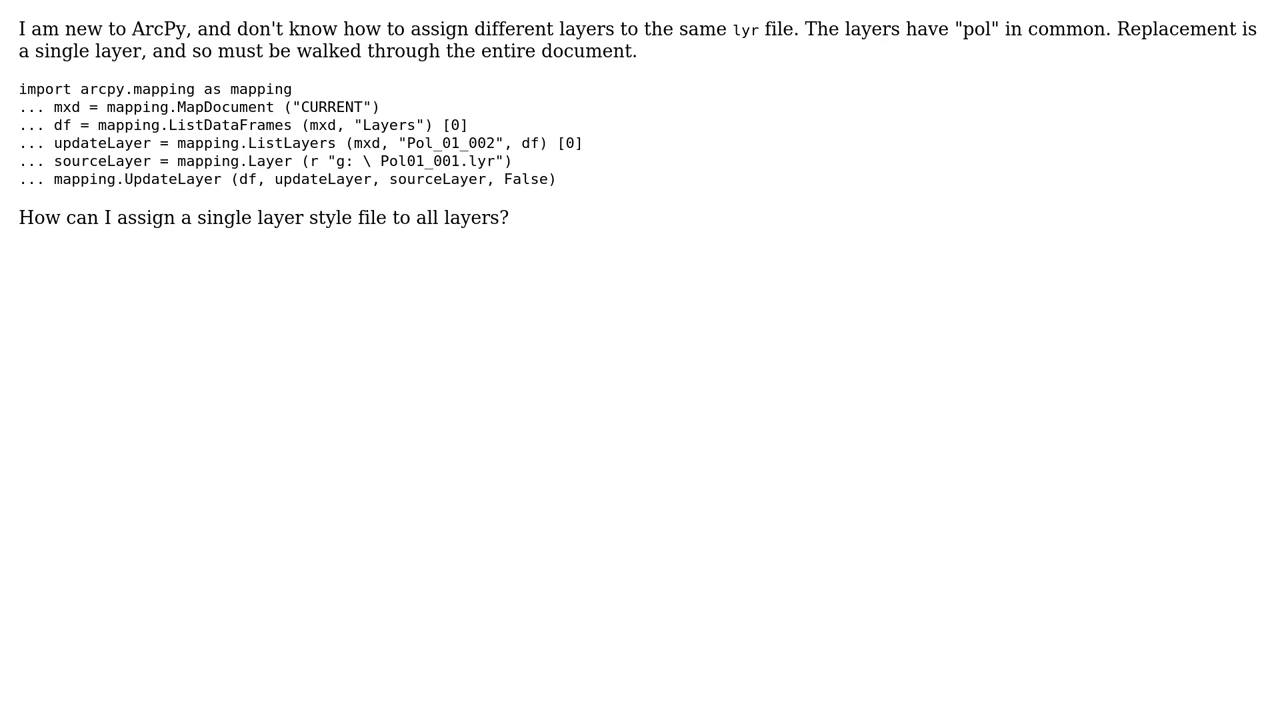 I am new to ArcPy, and don't know how to assign different layers to the same lyr file. The layers have "pol" in common. Replacement is
a single layer, and so must be walked through the entire document.
import arcpy.mapping as mapping
... mxd = mapping.MapDocument ("CURRENT")
... df = mapping.ListDataFrames (mxd, "Layers") [0]
... updateLayer = mapping.ListLayers (mxd, "Pol_01_002", df) [0]
... sourceLayer = mapping.Layer (r "g: \ Pol01_001.lyr")
... mapping.UpdateLayer (df, updateLayer, sourceLayer, False)
How can I assign a single layer style file to all layers?